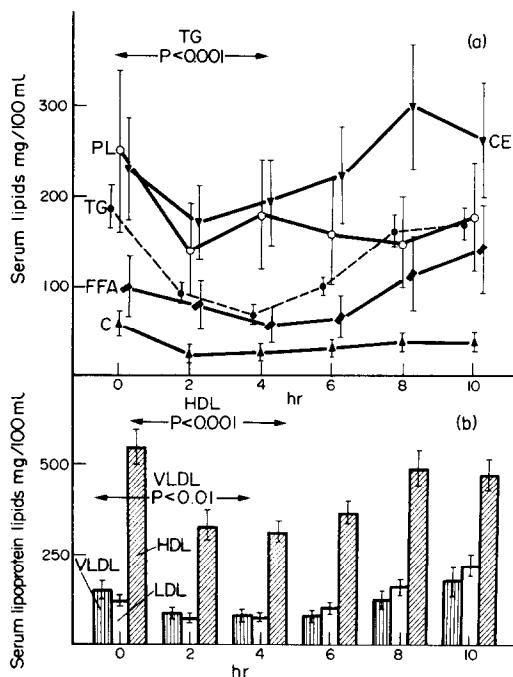 TG
P<0.001
(a)
Serum lipids mg/100 mL
300
200
100
0
PL
TG
FFA
C
CE
0 2 4 6 8 10
hr
HDL
P<0.001
(b)
VLDL
P<0.01
Serum lipoprotein lipids mg/100 mL
500
250
VLDL
LDL
HDL
0 2 4 6 8 10
hr